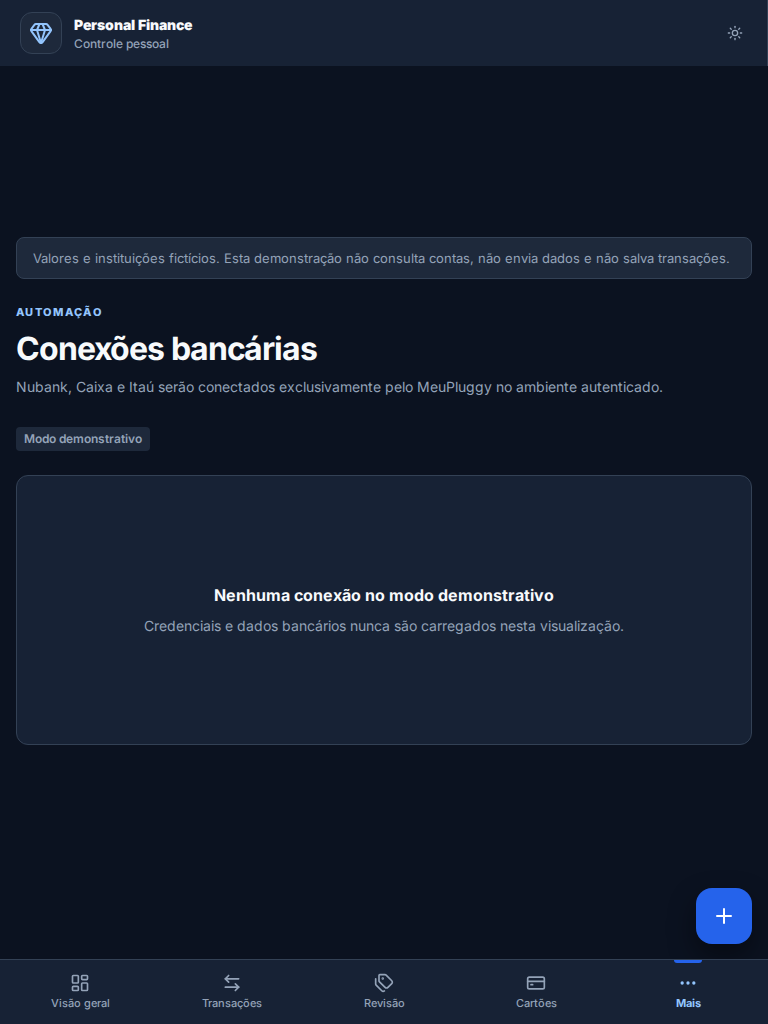 Personal Finance
Controle pessoal
Valores e instituições fictícios. Esta demonstração não consulta contas, não envia dados e não salva transações.
AUTOMAÇÃO
Conexões bancárias
Nubank, Caixa e Itaú serão conectados exclusivamente pelo MeuPluggy no ambiente autenticado.
Modo demonstrativo
Nenhuma conexão no modo demonstrativo
Credenciais e dados bancários nunca são carregados nesta visualização.
Visão geral
Transações
Revisão
Cartões
Mais